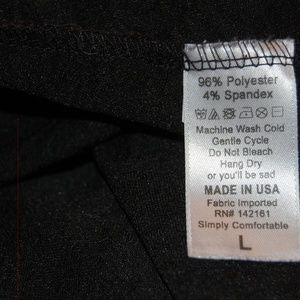 96% Polyester
4% Spandex
Machine Wash Cold
Gentle Cycle
Do Not Bleach
Hang Dry
or you'll be sad
MADE IN USA
Fabric Imported
RN# 142161
Simply Comfortable
L